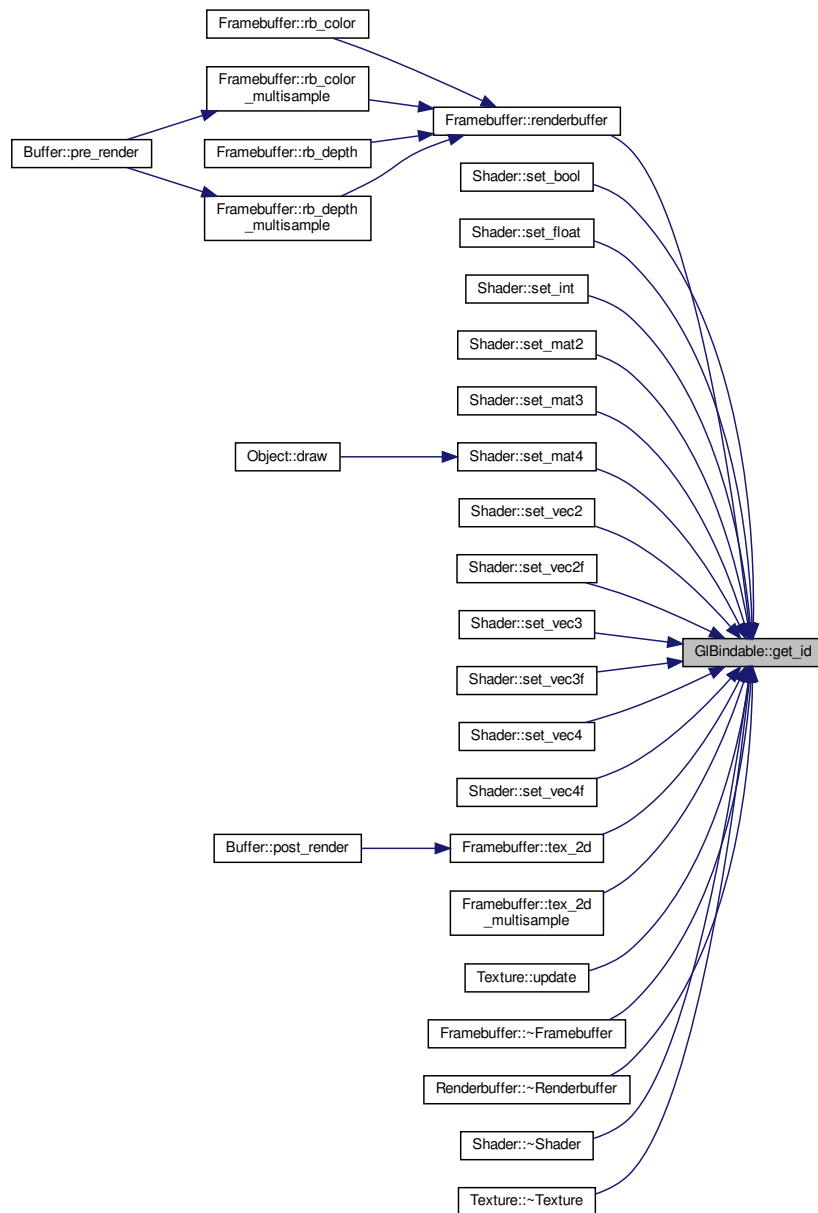 Framebuffer::rb_color
Framebuffer::rb_color
_multisample
Framebuffer::renderbuffer
Buffer::pre_render
Framebuffer::rb_depth
Framebuffer::rb_depth
_multisample
Shader::set_bool
Shader::set_float
Shader::set_int
Shader::set_mat2
Shader::set_mat3
Object::draw
Shader::set_mat4
Shader::set_vec2
Shader::set_vec2f
Shader::set_vec3
GlBindable::get_id
Shader::set_vec3f
Shader::set_vec4
Shader::set_vec4f
Buffer::post_render
Framebuffer::tex_2d
Framebuffer::tex_2d
_multisample
Texture::update
Framebuffer::~Framebuffer
Renderbuffer::~Renderbuffer
Shader::~Shader
Texture::~Texture